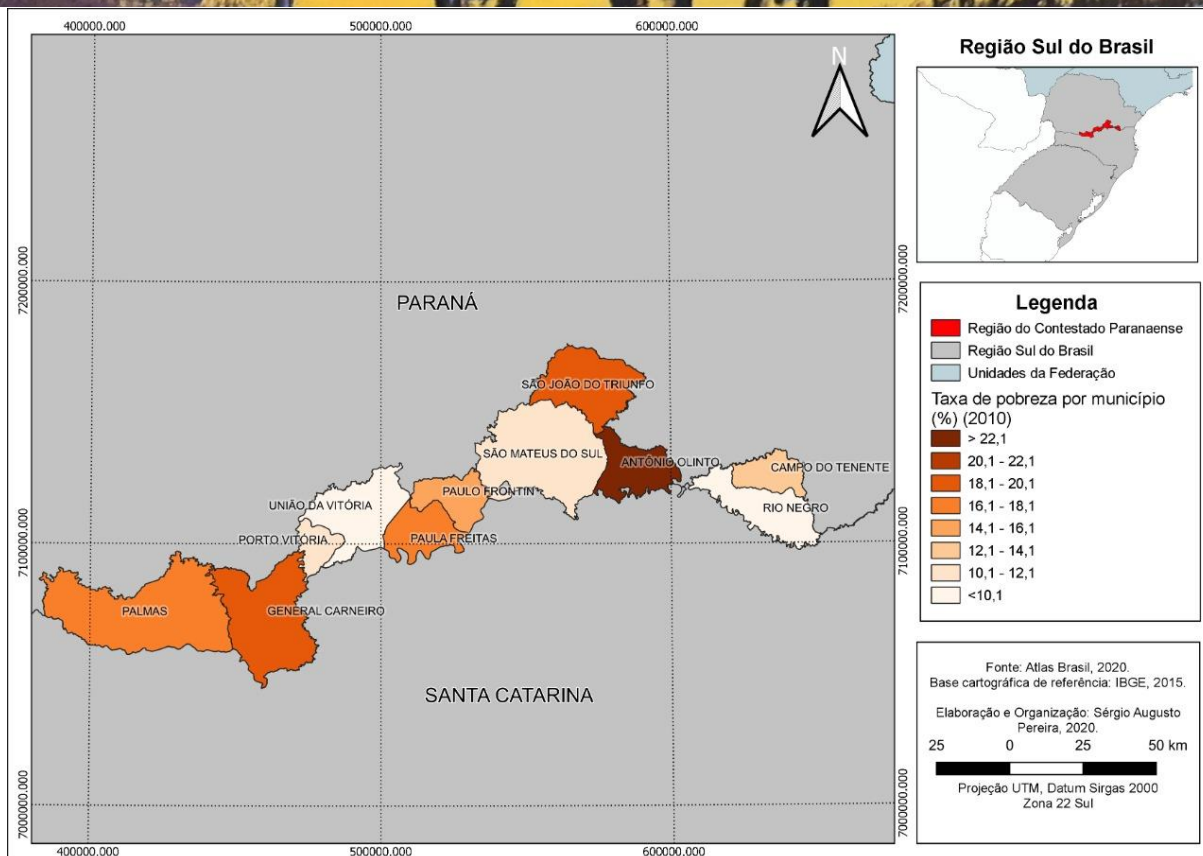 400000.000
500000.000
600000.000
N
7200000.000
7200000.000
PARANÁ
SÃO JOÃO DO TRIUNFO
SÃO MATEUS DO SUL
ANTÔNIO OLINTO
CAMPO DO TENENTE
PAULO FRONTIN
UNIÃO DA VITÓRIA
RIO NEGRO
PORTO VITÓRIA
PAULA FREITAS
7100000.000
7100000.000
PALMAS
GENERAL CARNEIRO
SANTA CATARINA
7000000.000
7000000.000
400000.000
500000.000
600000.000
Região Sul do Brasil
Legenda
Região do Contestado Paranaense
Região Sul do Brasil
Unidades da Federação
Taxa de pobreza por município
(%) (2010)
> 22,1
20,1 - 22,1
18,1 - 20,1
16,1 - 18,1
14,1 - 16,1
12,1 - 14,1
10,1 - 12,1
<10,1
Fonte: Atlas Brasil, 2020.
Base cartográfica de referência: IBGE, 2015.
Elaboração e Organização: Sérgio Augusto
Pereira, 2020.
25 0 25 50 km
Projeção UTM, Datum Sirgas 2000
Zona 22 Sul